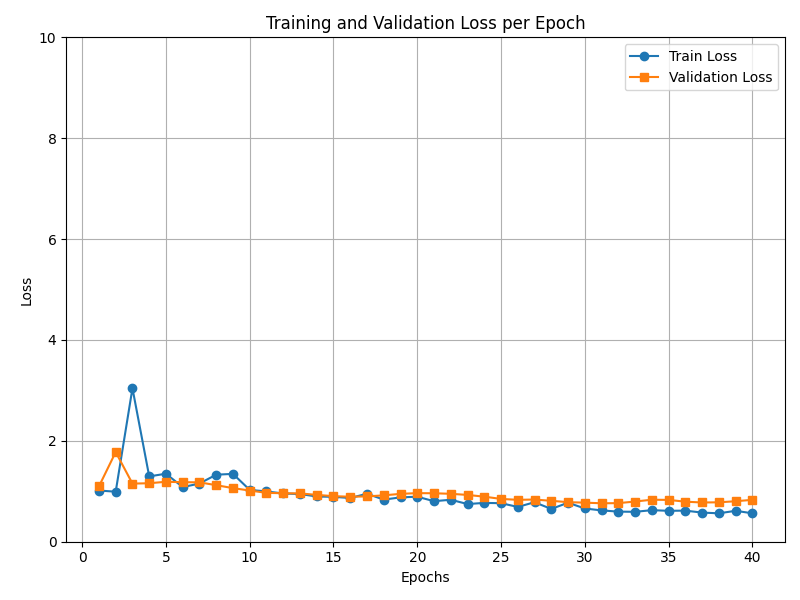 Training and Validation Loss per Epoch
Train Loss
Validation Loss
Loss
10
8
6
4
2
0
0 5 10 15 20 25 30 35 40
Epochs